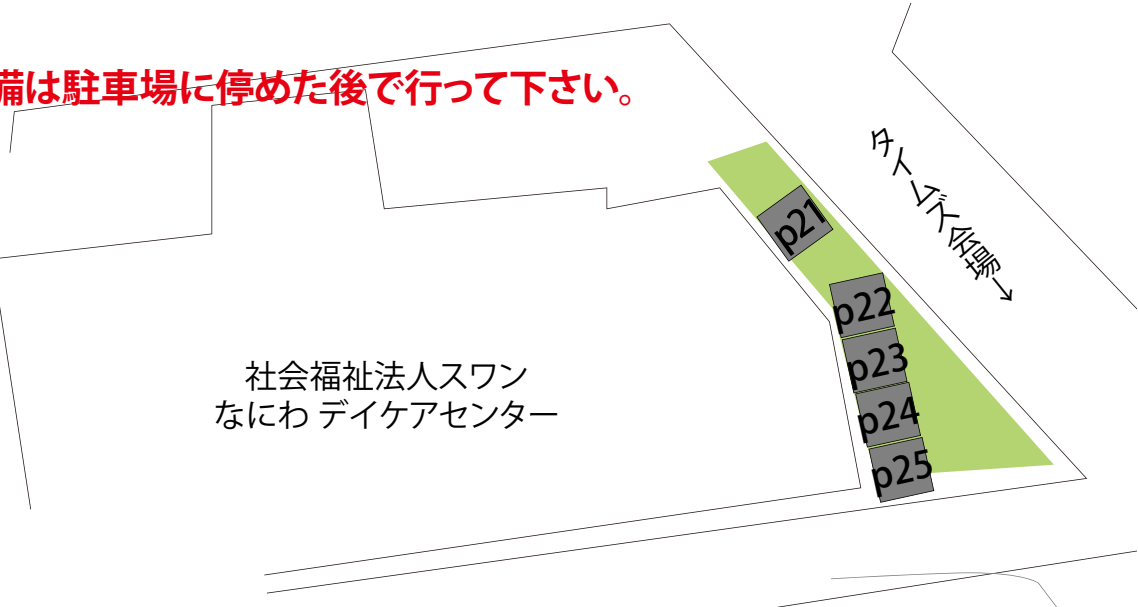 備は駐車場に停めた後で行って下さい。
タイムズ会場→
p21
p22
p23
p24
p25
社会福祉法人スワン
なにわ デイケアセンター